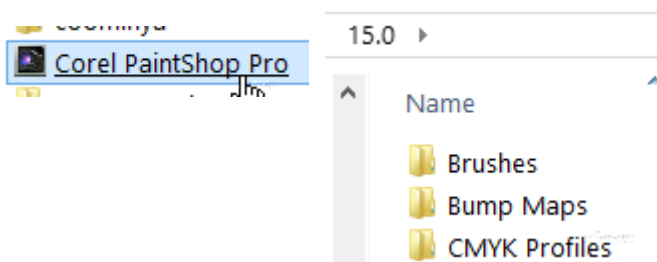 Corel PaintShop Pro
15.0
Name
Brushes
Bump Maps
CMYK Profiles